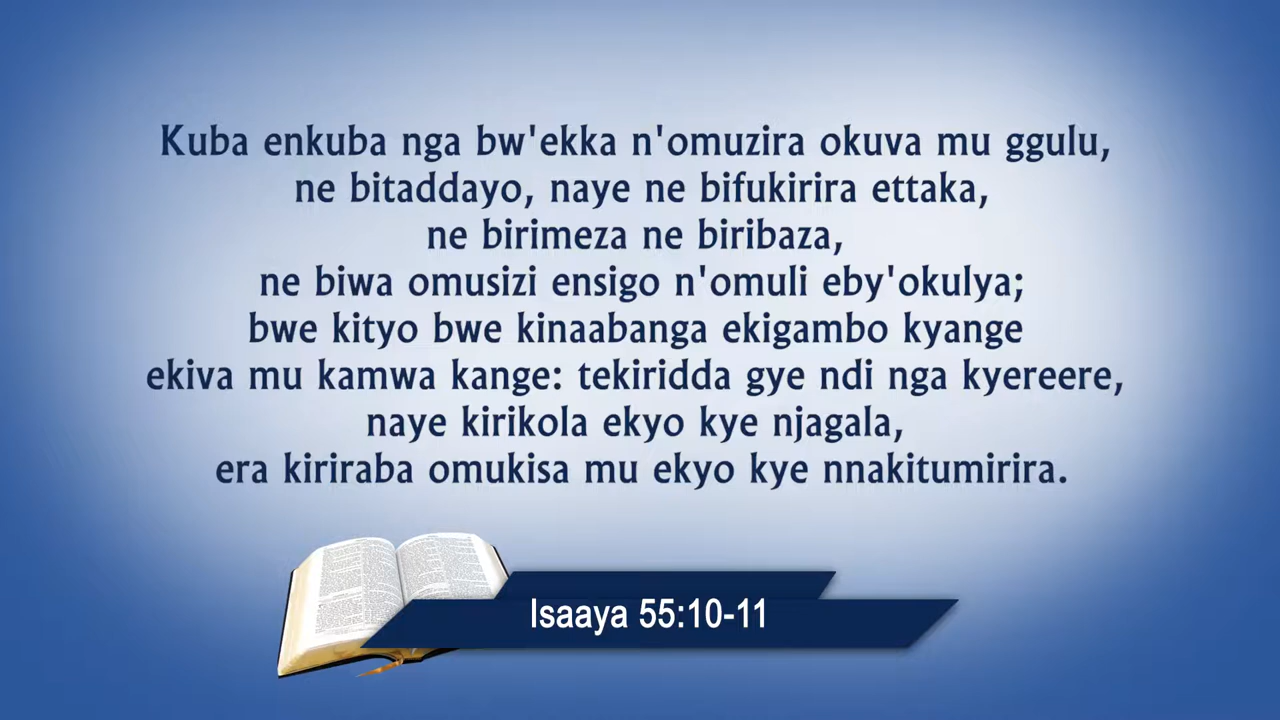 Kuba enkuba nga bw'ekka n'omuzira okuva mu ggulu,
ne bitaddayo, naye ne bifukirira ettaka,
ne birimeza ne biribaza,
ne biwa omusizi ensigo n'omuli eby'okulya;
bwe kityo bwe kinaabanga ekigambo kyange
ekiva mu kamwa kange: tekiridda gye ndi nga kyereere,
naye kirikola ekyo kye njagala,
era kiriraba omukisa mu ekyo kye nnakitumirira.
Isaaya 55:10-11